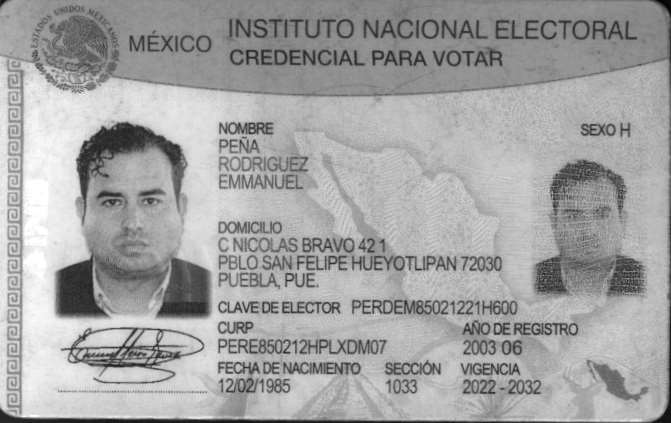 ESTADOS UNIDOS MEXICANOS
MÉXICO
INSTITUTO NACIONAL ELECTORAL
CREDENCIAL PARA VOTAR
NOMBRE
SEXO H
PEÑA
RODRIGUEZ
EMMANUEL
DOMICILIO
C NICOLAS BRAVO 42 1
PBLO SAN FELIPE HUEYOTLIPAN 72030
PUEBLA, PUE.
CLAVE DE ELECTOR PERDEM85021221H600
CURP
AÑO DE REGISTRO
PERE850212HPLXDM07
2003 06
FECHA DE NACIMIENTO SECCIÓN VIGENCIA
12/02/1985 1033 2022 - 2032